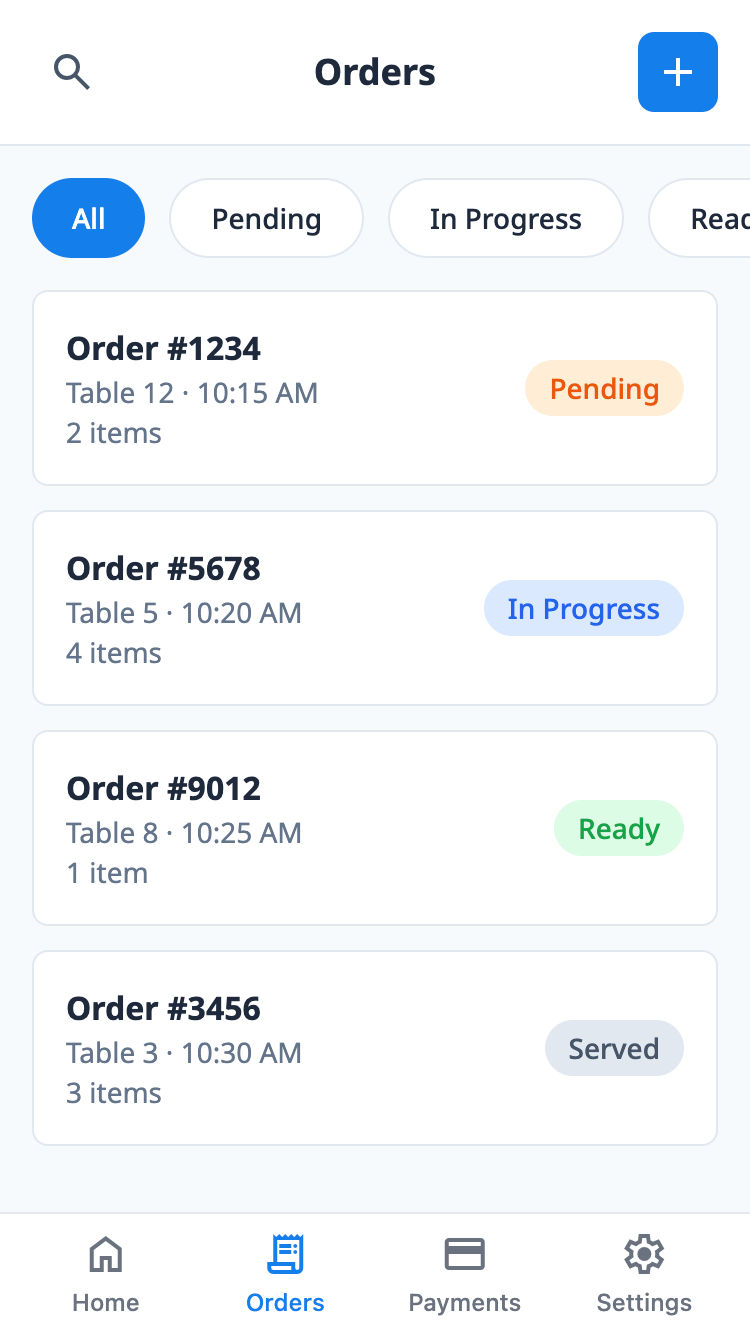 Orders
All
Pending
In Progress
Order #1234
Table 12 · 10:15 AM
2 items
Pending
Order #5678
Table 5 · 10:20 AM
4 items
In Progress
Order #9012
Table 8 · 10:25 AM
1 item
Ready
Order #3456
Table 3 · 10:30 AM
3 items
Served
Home
Orders
Payments
Settings